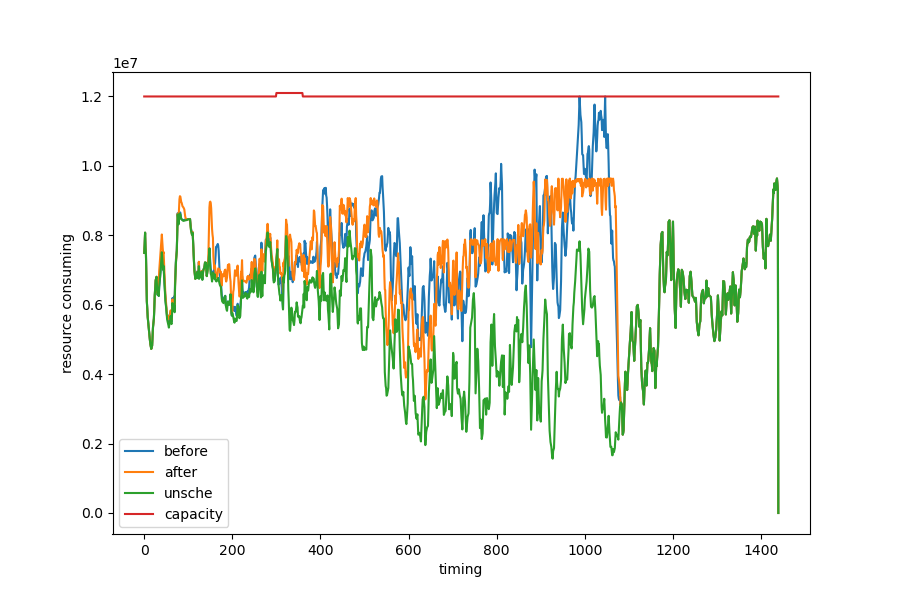 1e7
1.2
1.0
0.8
0.6
0.4
0.2
0.0
resource consuming
before
after
unsche
capacity
0 200 400 600 800 1000 1200 1400
timing